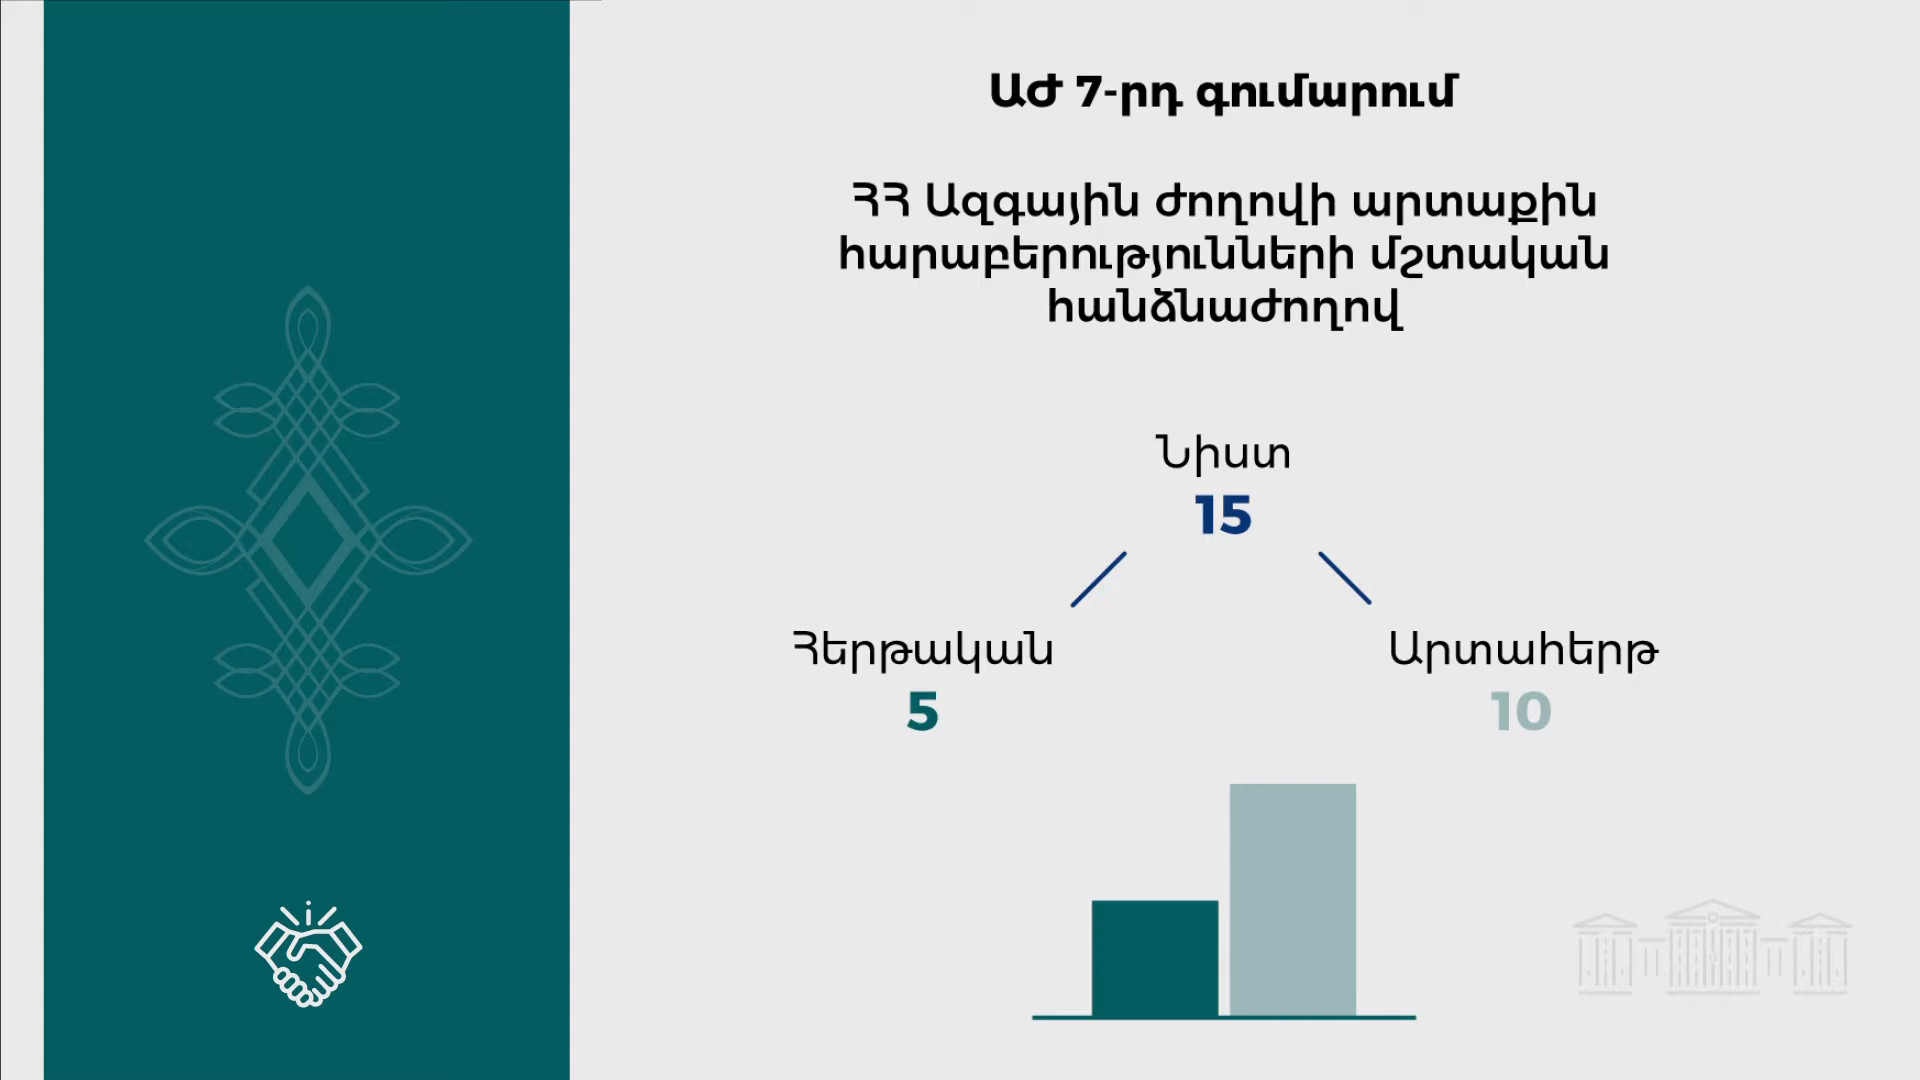 ԱԺ 7-րդ գումարում
ՀՀ Ազգային ժողովի արտաքին
հարաբերությունների մշտական
հանձնաժողով
Նիստ
15
Հերթական
5
Արտահերթ
10